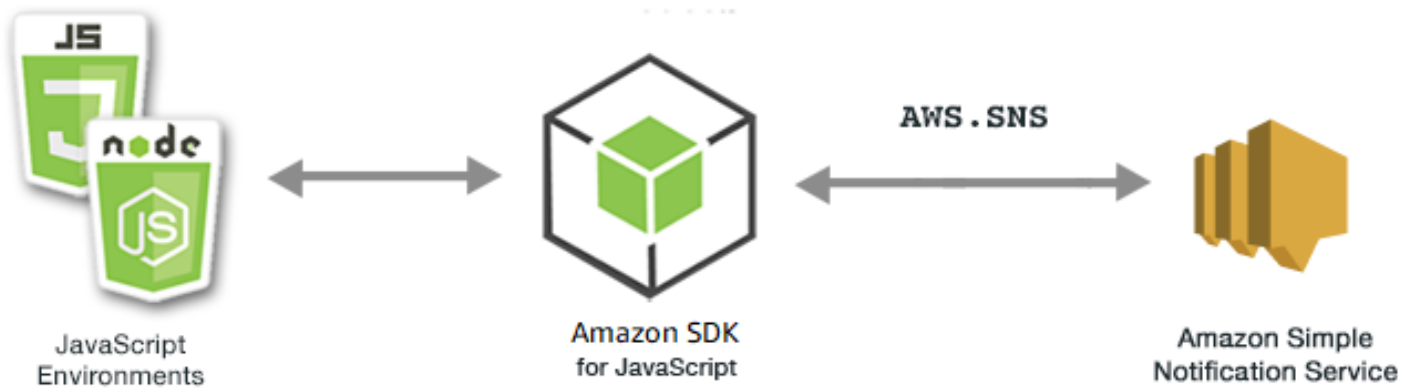 JS
node
JS
AWS.SNS
JavaScript
Environments
Amazon SDK
for JavaScript
Amazon Simple
Notification Service